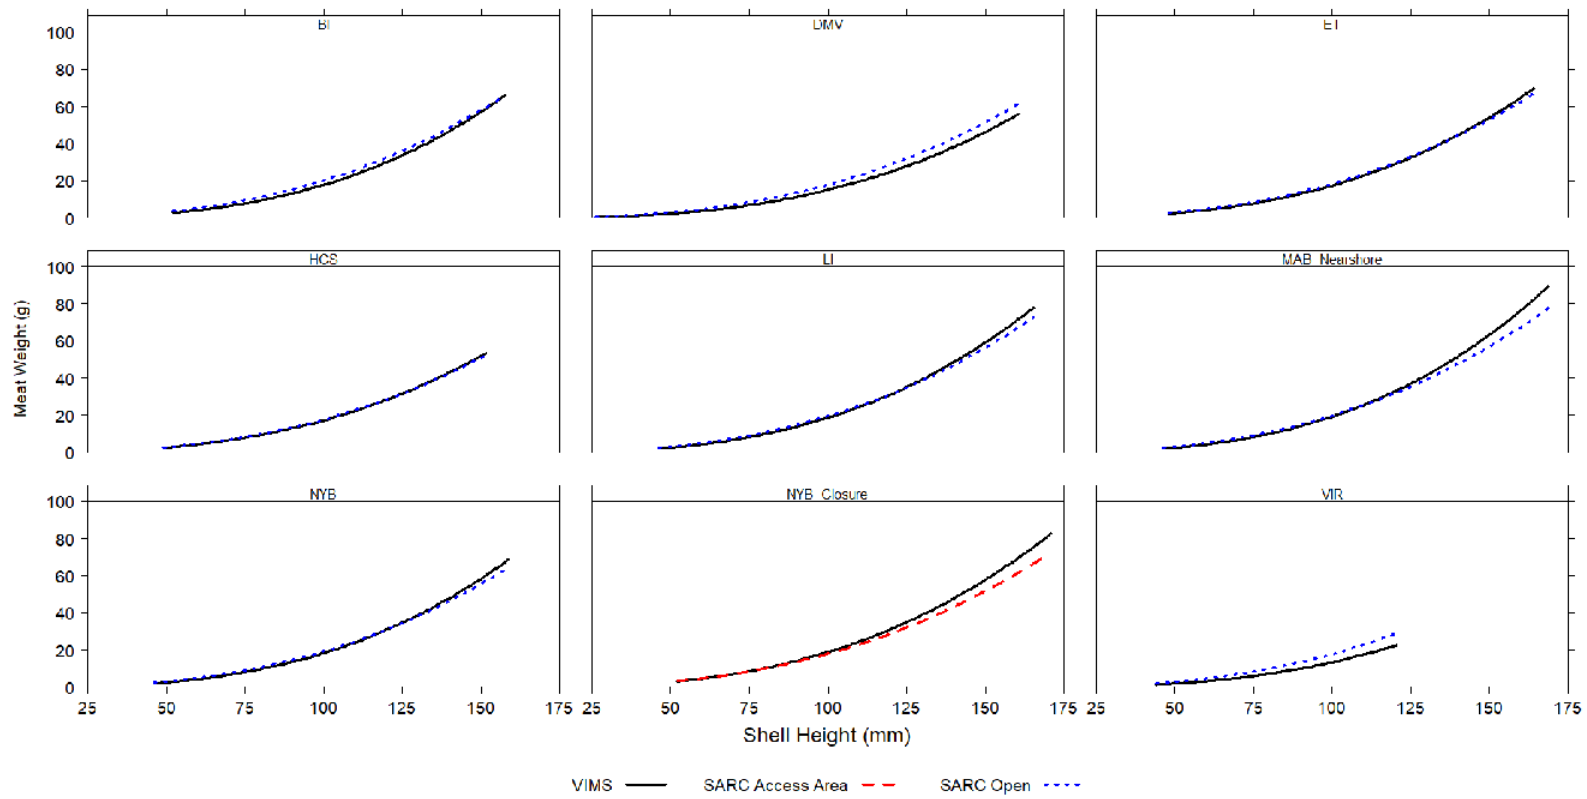 BI DMV ET
100
80
60
40
20
0
HCS LI MAB_Nearshore
100
80
60
40
20
0
Meat Weight (g)
NYB NYB_Closure VIR
100
80
60
40
20
0
25 50 75 100 125 150 175 25 50 75 100 125 150 175 25 50 75 100 125 150 175
Shell Height (mm)
VIMS SARC Access Area SARC Open